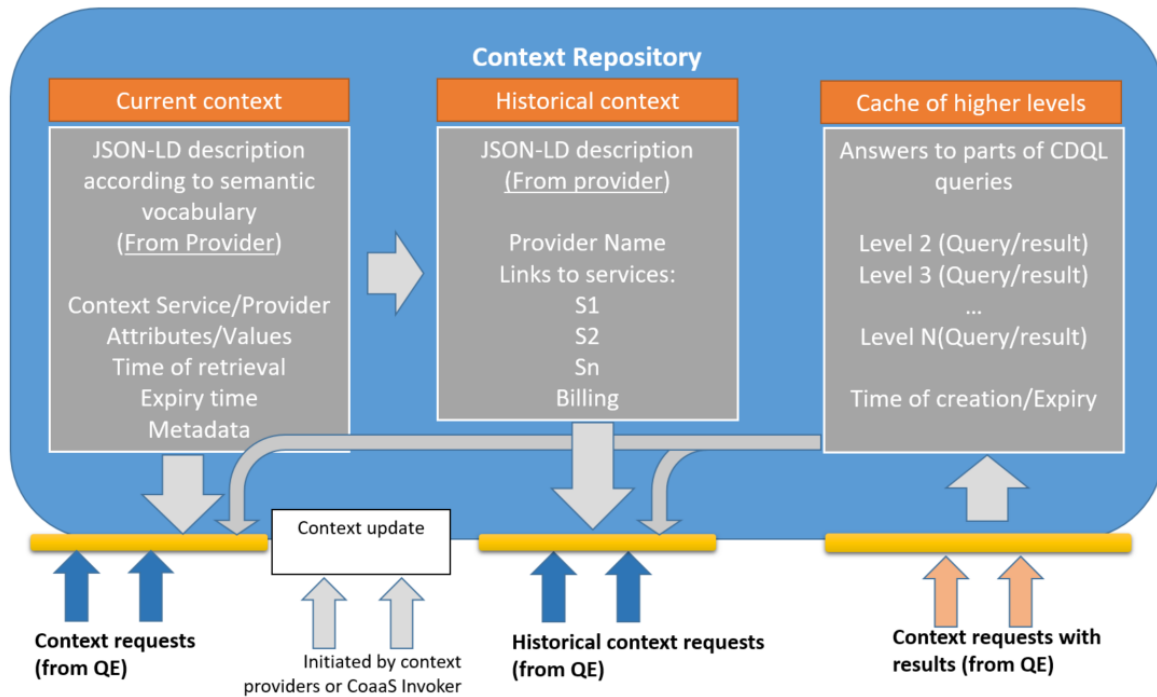 Context Repository
Current context
JSON-LD description
according to semantic
vocabulary
(From Provider)
Context Service/Provider
Attributes/Values
Time of retrieval
Expiry time
Metadata
Historical context
JSON-LD description
(From provider)
Provider Name
Links to services:
S1
S2
Sn
Billing
Cache of higher levels
Answers to parts of CDQL
queries
Level 2 (Query/result)
Level 3 (Query/result)
...
Level N(Query/result)
Time of creation/Expiry
Context update
Context requests
(from QE)
Initiated by context
providers or CoaaS Invoker
Historical context requests
(from QE)
Context requests with
results (from QE)